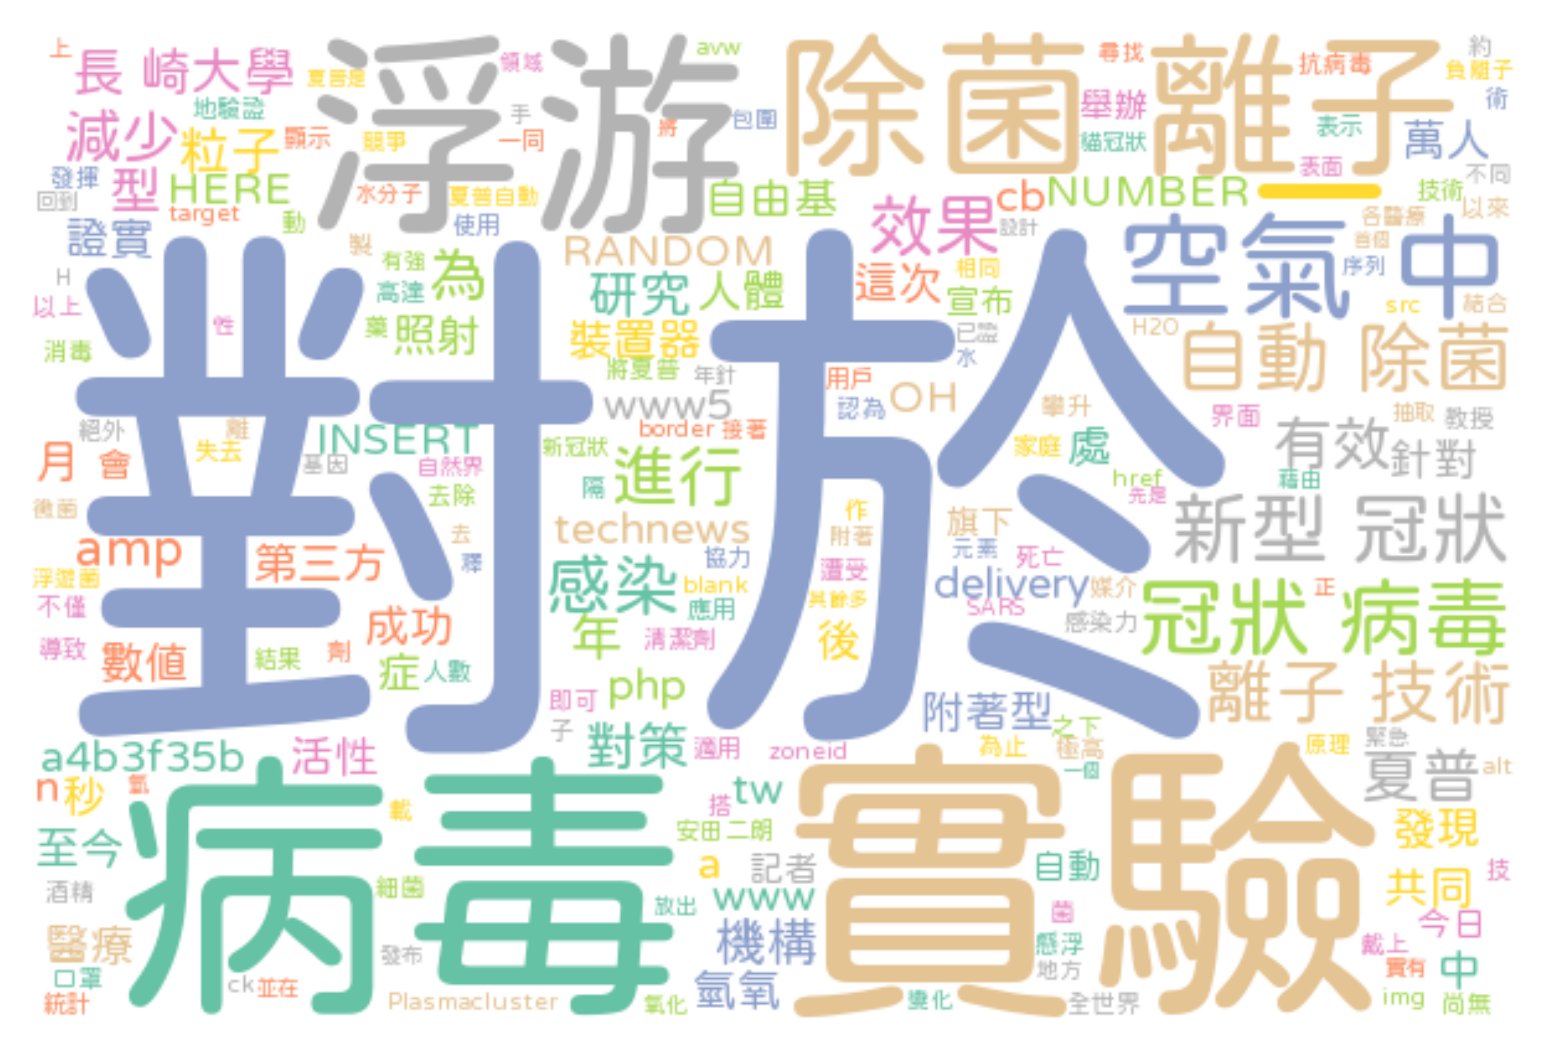 上
長 崎大學
夏普是
浮游
領域
avw
除菌離子
尋找
抗病毒
約
負離子
減少
地驗證
粒子
顯示
競爭
手
一同
將
包圍
舉辦
貓冠狀
表示
萬人
術
發揮
型
HERE
水分子
夏普自動
自由基
效果
cb
NUMBER
一
表面
技術
不同
回到
target
動
使用
設計
各醫療
以來
證實
製
RANDOM
空氣 中
首個
序列
H
有強
為
研究
人體
這次
相同
宣布
以上
性
高達
src
結合
消毒
藥
照射
裝置器
已證
H2O
自動 除菌
對於
將夏普
年針
用戶
水
www5
認為
OH
攀升
界面
抽取
教授
絕外
離
INSERT
border
接著
月 會
失去
基因
自然界
新冠狀
進行
家庭
處
有效
針對
href
藉由
黴菌
去除
隔
先是
去
technews
作
附著
旗下
新型 冠狀
amp
第三方
釋
協力
元素
死亡
浮遊菌
感染
blank
遭受
delivery
媒介
不僅
應用
其餘多
SARS
正
冠狀 病毒
成功
年
清潔劑
後
感染力
導致
數值
結果
劑
症
人數
即可
php
離子 技術
附著型
之下
子
對策
適用
zoneid
為止
極高
原理
緊急
a4b3f35b
活性
一個
夏普
alt
n
秒
氫
病毒
tw
實驗
載
搭
安田二朗
發現
至今
a
記者
自動
技
酒精
細菌
放出
www
菌
共同
醫療
機構
懸浮
今日
發布
地方
戴上
口罩
ck
並在
氫氧
實有
中
統計
Plasmacluster
氧化
變化
全世界
img
尚無